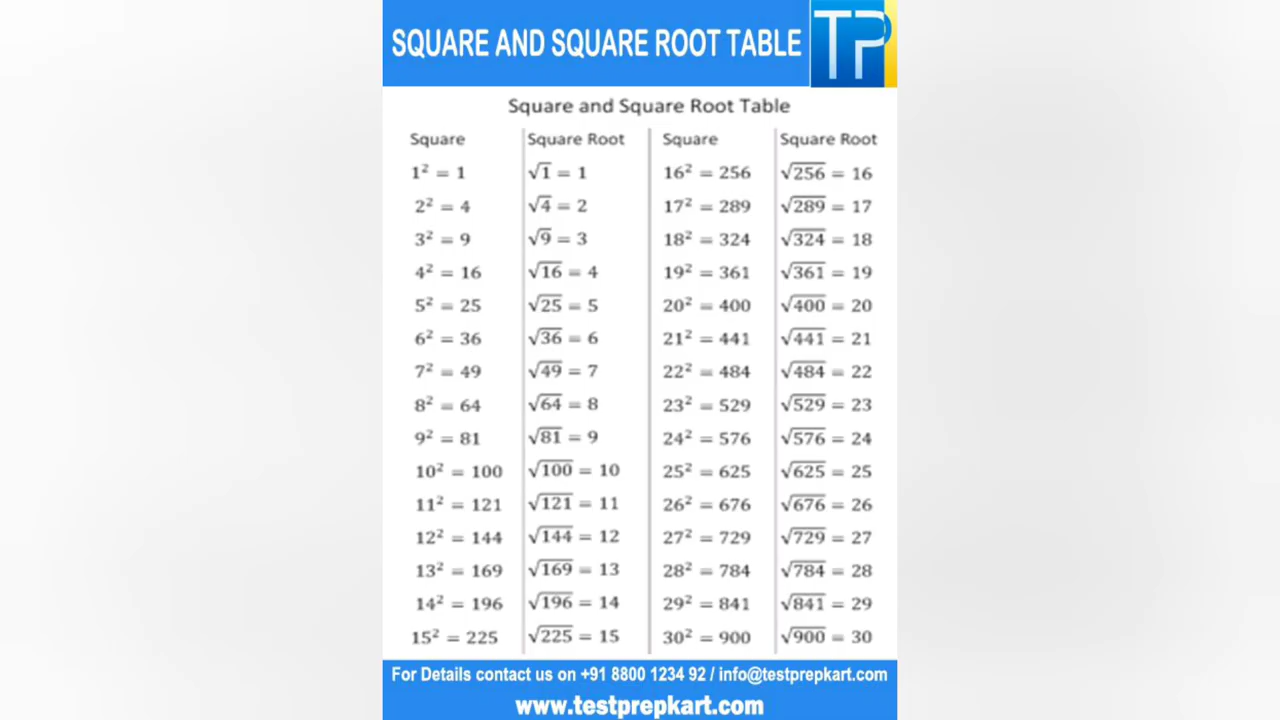 SQUARE AND SQUARE ROOT TABLE
TP
Square and Square Root Table
Square Square Root Square Square Root
1² = 1 √1 = 1 16² = 256 √256 = 16
2² = 4 √4 = 2 17² = 289 √289 = 17
3² = 9 √9 = 3 18² = 324 √324 = 18
4² = 16 √16 = 4 19² = 361 √361 = 19
5² = 25 √25 = 5 20² = 400 √400 = 20
6² = 36 √36 = 6 21² = 441 √441 = 21
7² = 49 √49 = 7 22² = 484 √484 = 22
8² = 64 √64 = 8 23² = 529 √529 = 23
9² = 81 √81 = 9 24² = 576 √576 = 24
10² = 100 √100 = 10 25² = 625 √625 = 25
11² = 121 √121 = 11 26² = 676 √676 = 26
12² = 144 √144 = 12 27² = 729 √729 = 27
13² = 169 √169 = 13 28² = 784 √784 = 28
14² = 196 √196 = 14 29² = 841 √841 = 29
15² = 225 √225 = 15 30² = 900 √900 = 30
For Details contact us on +91 8800 1234 92 / info@testprepkart.com
www.testprepkart.com